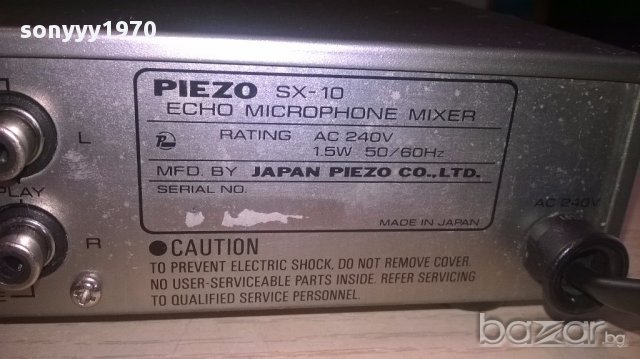 sonyyy1970
PIEZO SX-10
ECHO MICROPHONE MIXER
RATING AC 240V
1.5W 50/60Hz
MFD. BY JAPAN PIEZO CO.,LTD.
SERIAL NO.
MADE IN JAPAN
L
PLAY
R
AC 240V
●CAUTION
TO PREVENT ELECTRIC SHOCK, DO NOT REMOVE COVER.
NO USER-SERVICEABLE PARTS INSIDE. REFER SERVICING
TO QUALIFIED SERVICE PERSONNEL.
bazar.bg